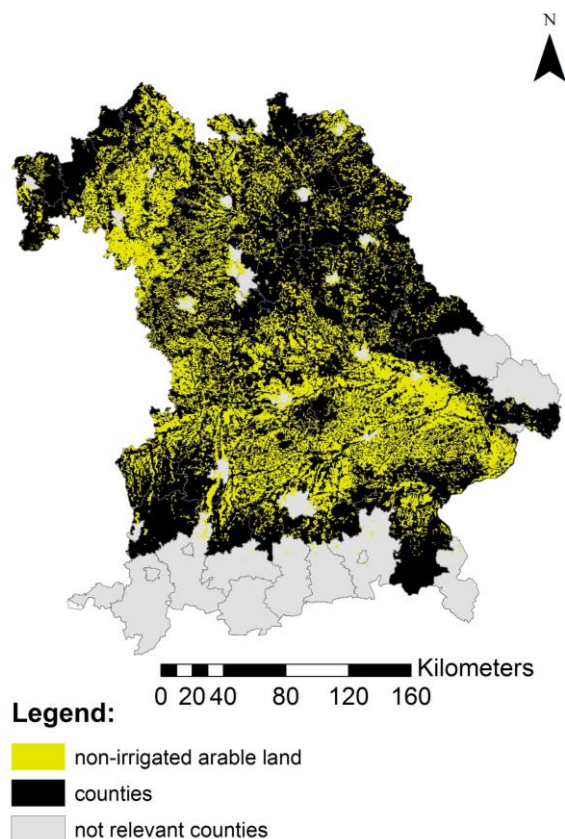 N
Kilometers
0 20 40 80 120 160
Legend:
non-irrigated arable land
counties
not relevant counties